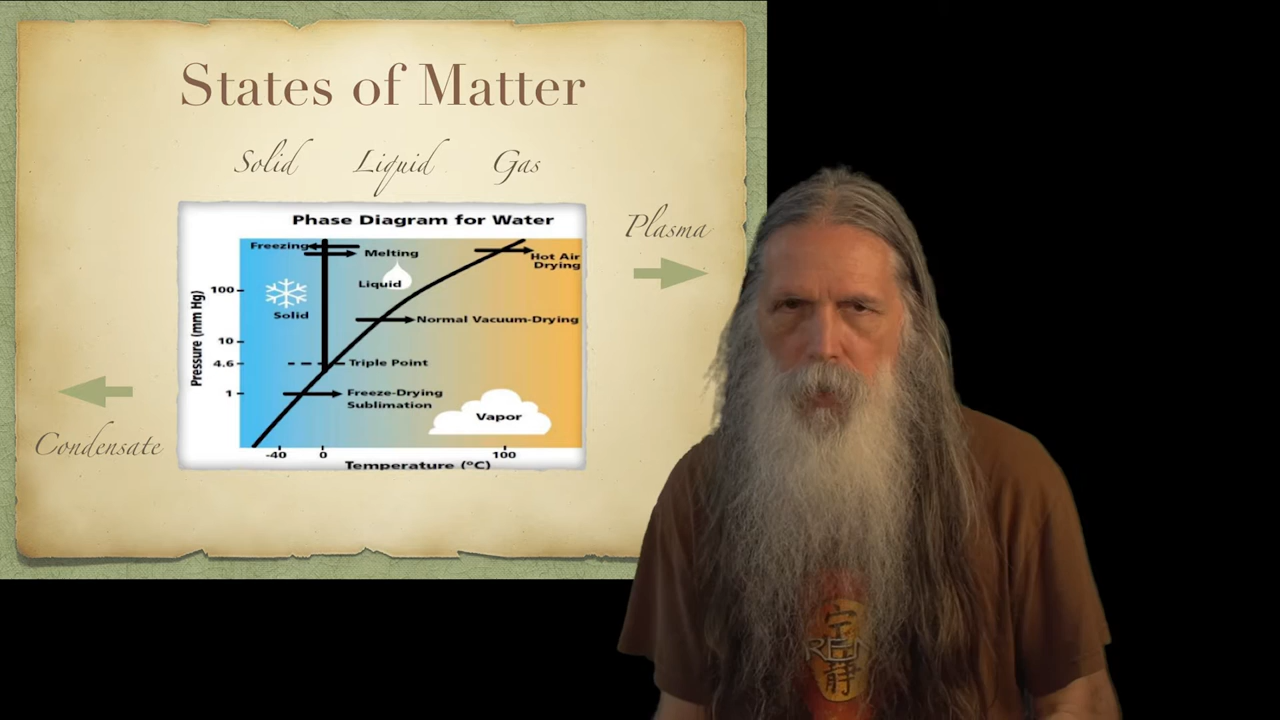 States of Matter
Solid Liquid Gas
Plasma
Phase Diagram for Water
Freezing
Melting
Hot Air
Drying
Liquid
100
Solid
Normal Vacuum-Drying
Pressure (mm Hg)
10
4.6
Triple Point
1
Freeze-Drying
Sublimation
Vapor
Condensate
-40 0 100
Temperature (ºC)